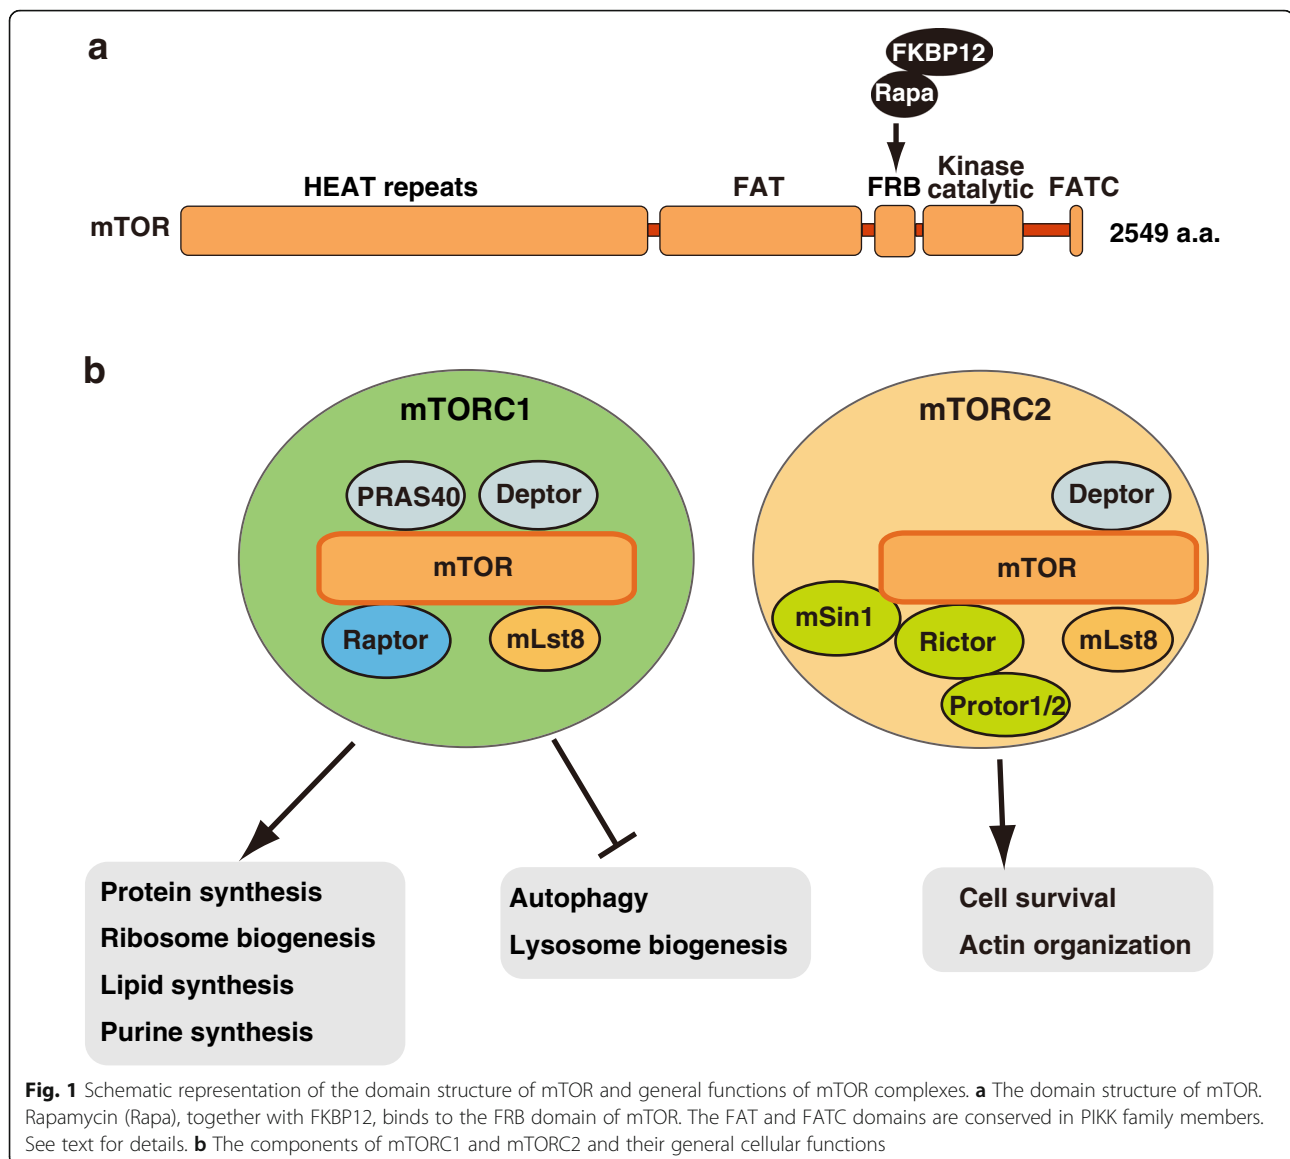 a
FKBP12
Rapa
HEAT repeats
FAT
FRB
Kinase
catalytic
FATC
mTOR
2549 a.a.
b
mTORC1
PRAS40
Deptor
mTOR
Raptor
mLst8
mTORC2
Deptor
mTOR
mSin1
Rictor
mLst8
Protor1/2
Protein synthesis
Ribosome biogenesis
Lipid synthesis
Purine synthesis
Autophagy
Lysosome biogenesis
Cell survival
Actin organization
Fig. 1 Schematic representation of the domain structure of mTOR and general functions of mTOR complexes. a The domain structure of mTOR.
Rapamycin (Rapa), together with FKBP12, binds to the FRB domain of mTOR. The FAT and FATC domains are conserved in PIKK family members.
See text for details. b The components of mTORC1 and mTORC2 and their general cellular functions